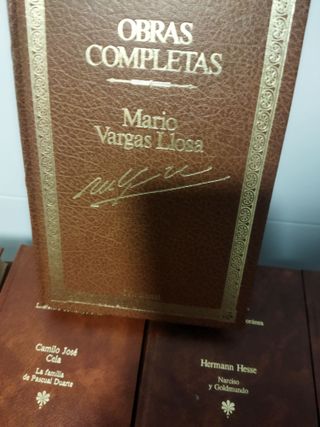 OBRAS
COMPLETAS
Mario
Vargas Llosa
Camilo José
Cela
La familia
de Pascual Duarte
Hermann Hesse
Narciso
y Goldmundo